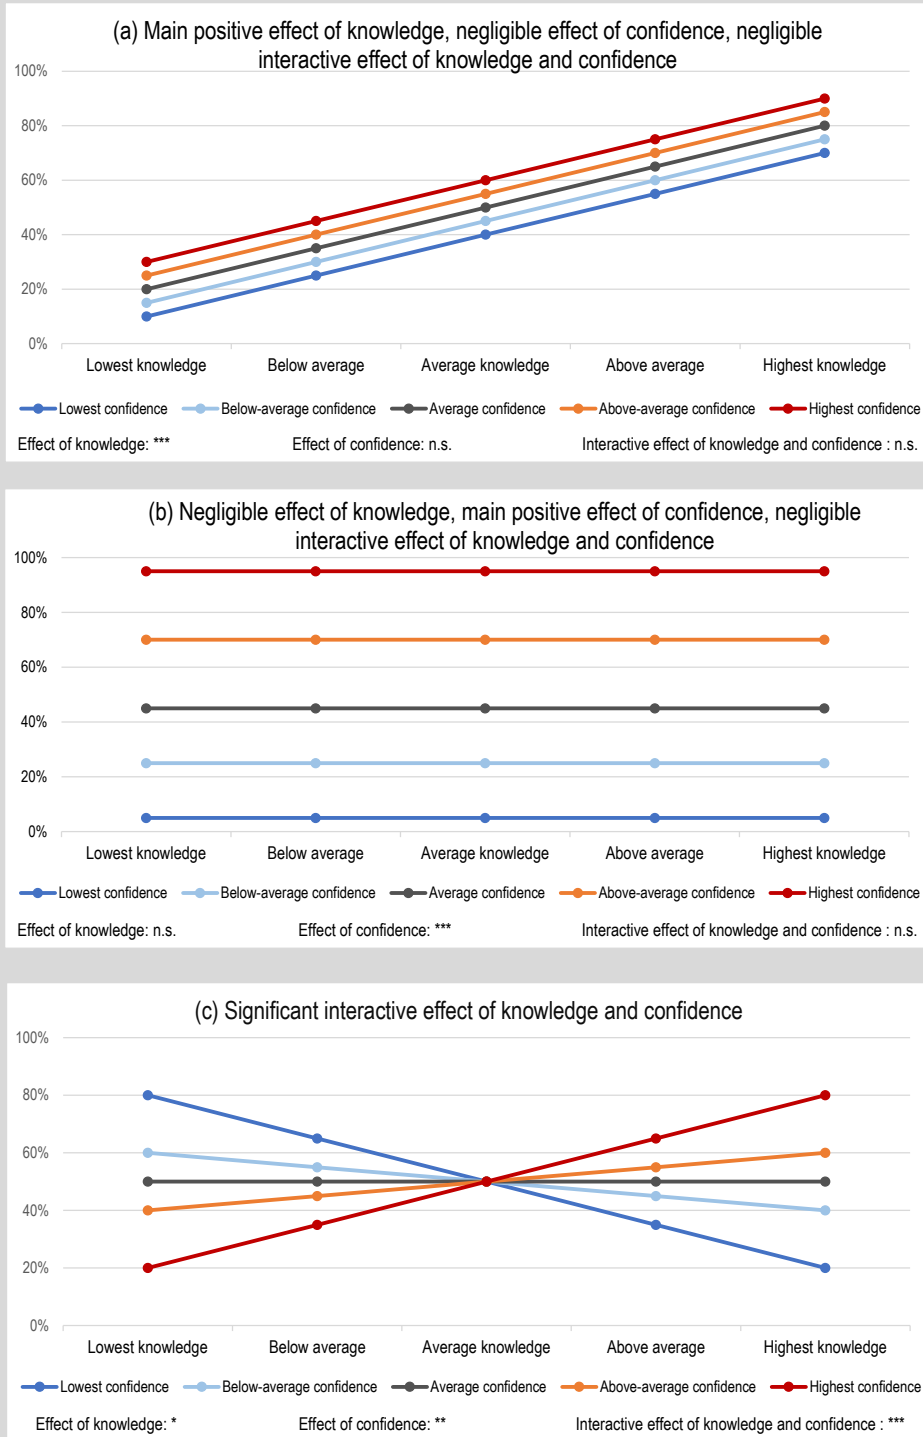 (a) Main positive effect of knowledge, negligible effect of confidence, negligible
interactive effect of knowledge and confidence
100%
80%
60%
40%
20%
0%
Lowest knowledge Below average Average knowledge Above average Highest knowledge
Lowest confidence Below-average confidence Average confidence Above-average confidence Highest confidence
Effect of knowledge: *** Effect of confidence: n.s. Interactive effect of knowledge and confidence : n.s.
(b) Negligible effect of knowledge, main positive effect of confidence, negligible
interactive effect of knowledge and confidence
100%
80%
60%
40%
20%
0%
Lowest knowledge Below average Average knowledge Above average Highest knowledge
Lowest confidence Below-average confidence Average confidence Above-average confidence Highest confidence
Effect of knowledge: n.s. Effect of confidence: *** Interactive effect of knowledge and confidence : n.s.
(c) Significant interactive effect of knowledge and confidence
100%
80%
60%
40%
20%
0%
Lowest knowledge Below average Average knowledge Above average Highest knowledge
Lowest confidence Below-average confidence Average confidence Above-average confidence Highest confidence
Effect of knowledge: * Effect of confidence: ** Interactive effect of knowledge and confidence : ***